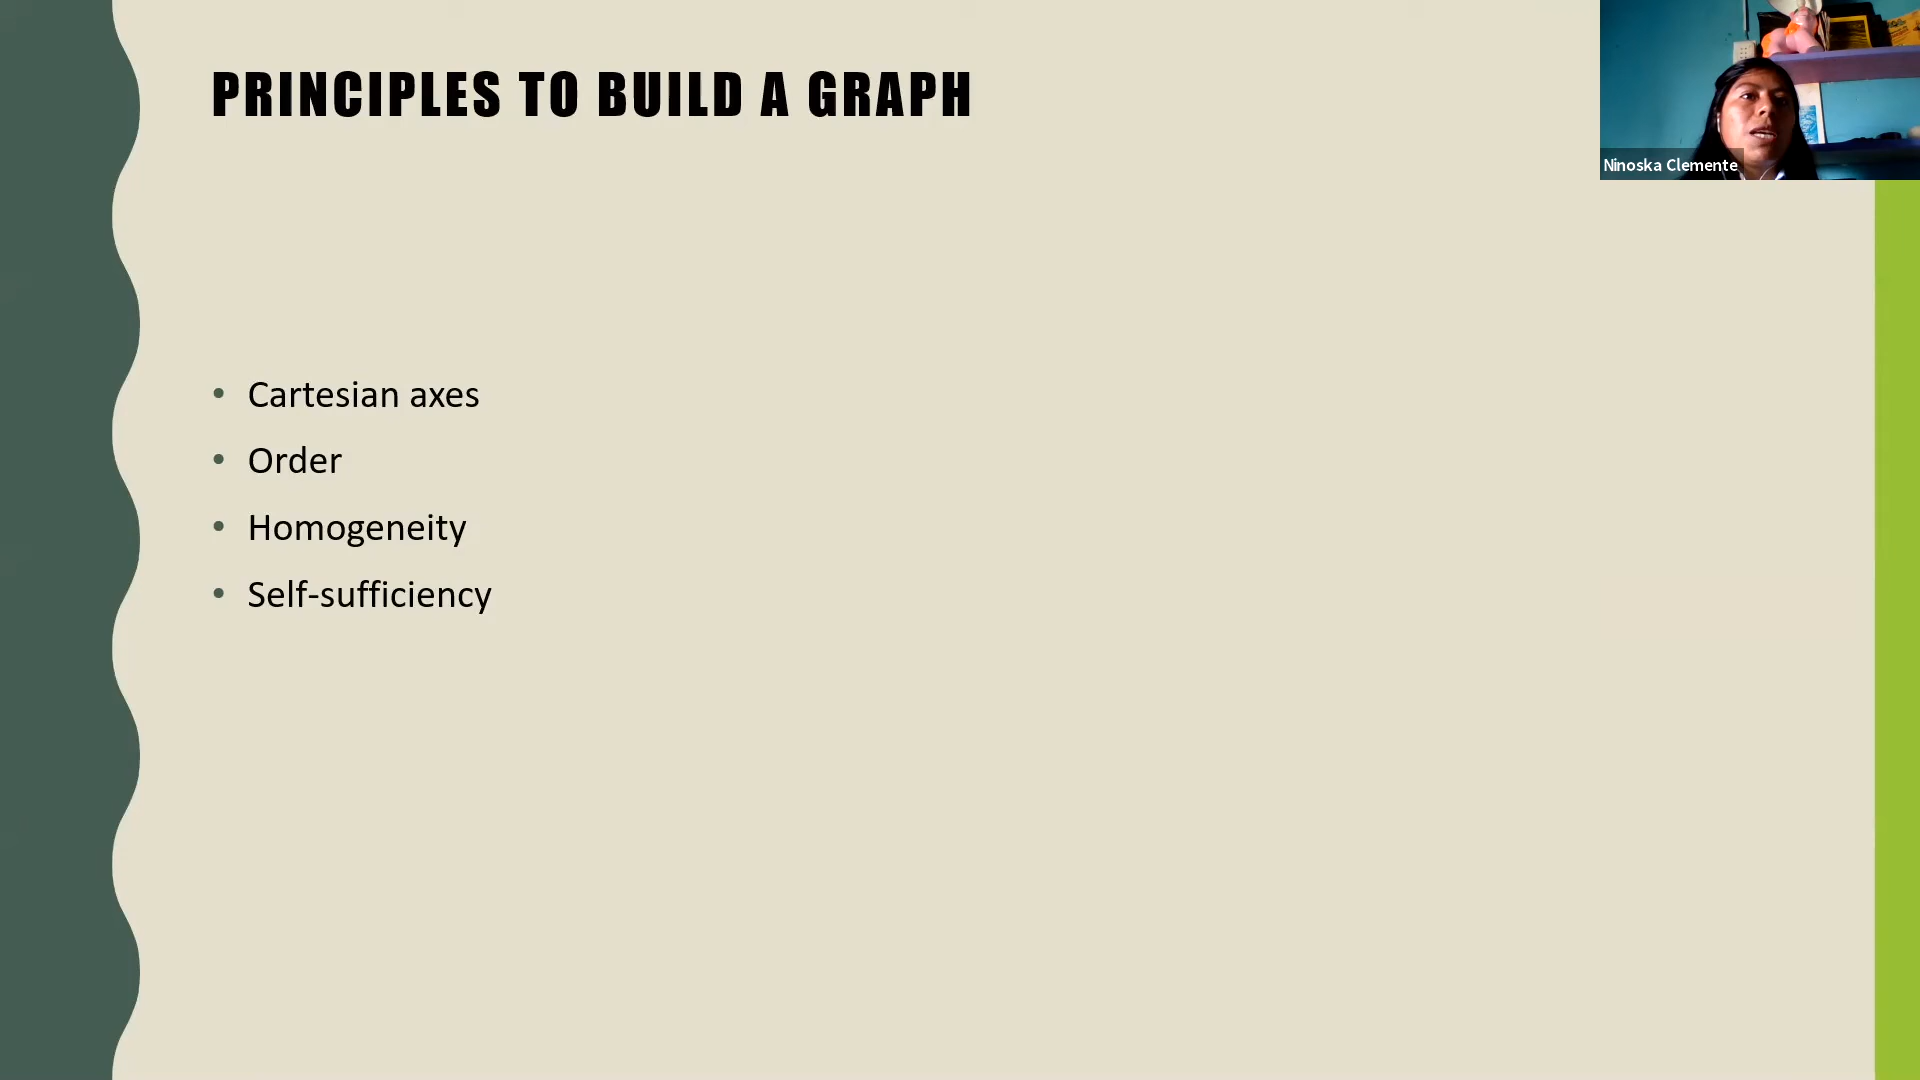 PRINCIPLES TO BUILD A GRAPH
Ninoska Clemente
• Cartesian axes
• Order
• Homogeneity
• Self-sufficiency